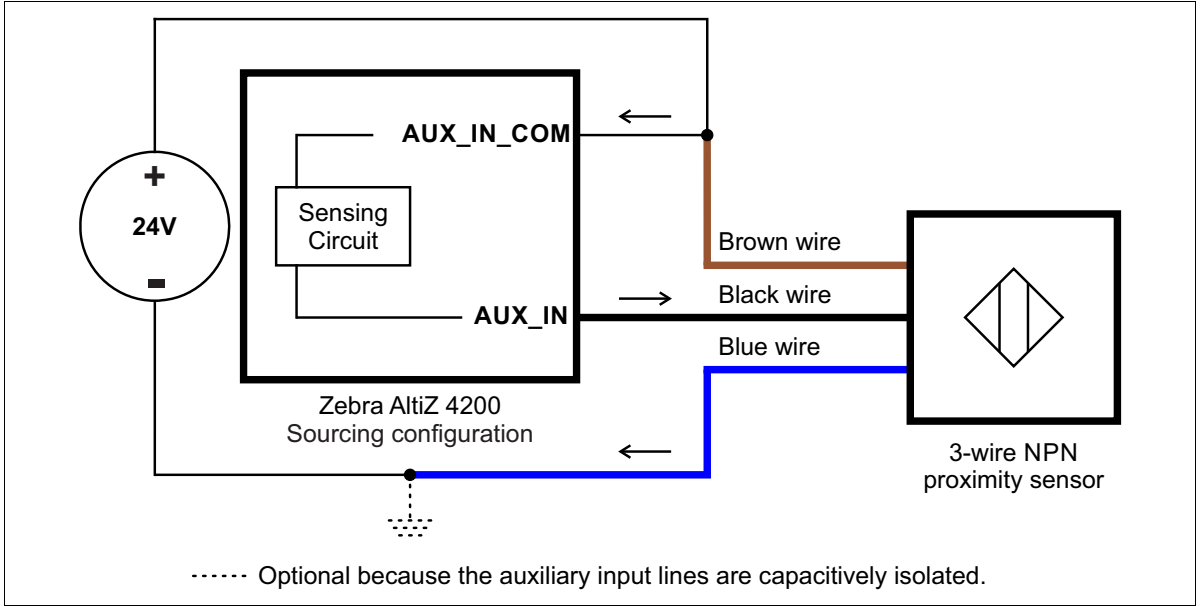 AUX_IN_COM
+
24V
-
Sensing
Circuit
Brown wire
Black wire
AUX_IN
Blue wire
Zebra AltiZ 4200
Sourcing configuration
3-wire NPN
proximity sensor
Optional because the auxiliary input lines are capacitively isolated.